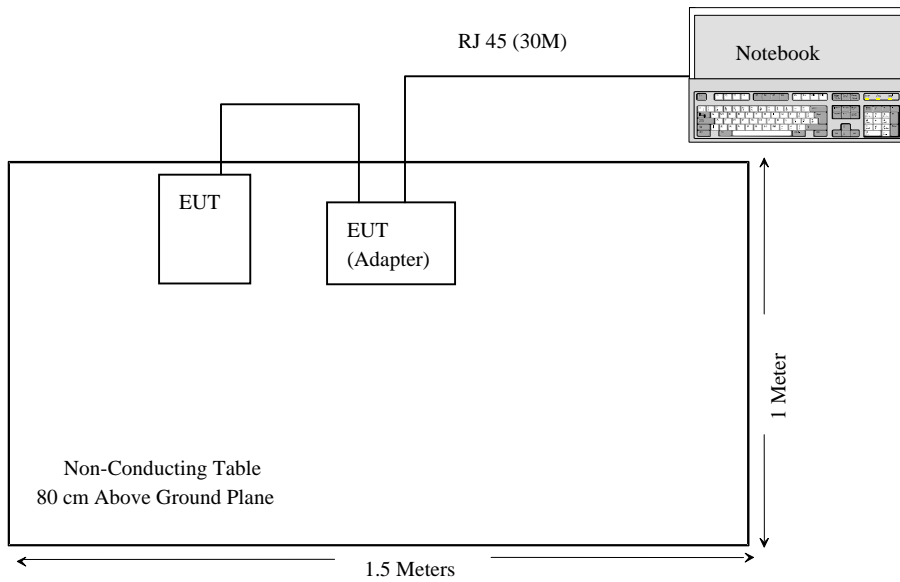 RJ 45 (30M)
Notebook
EUT
EUT
(Adapter)
1 Meter
Non-Conducting Table
80 cm Above Ground Plane
1.5 Meters